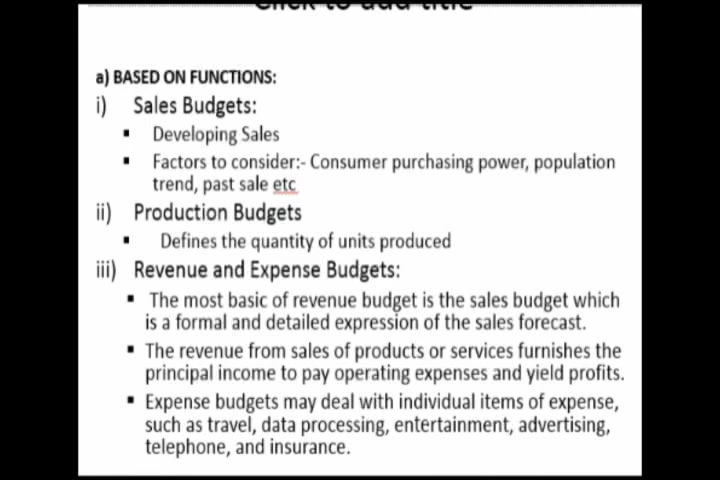 Click to add title
a) BASED ON FUNCTIONS:
i) Sales Budgets:
▪ Developing Sales
▪ Factors to consider:- Consumer purchasing power, population
trend, past sale etc
ii) Production Budgets
▪ Defines the quantity of units produced
iii) Revenue and Expense Budgets:
▪ The most basic of revenue budget is the sales budget which
is a formal and detailed expression of the sales forecast.
▪ The revenue from sales of products or services furnishes the
principal income to pay operating expenses and yield profits.
▪ Expense budgets may deal with individual items of expense,
such as travel, data processing, entertainment, advertising,
telephone, and insurance.